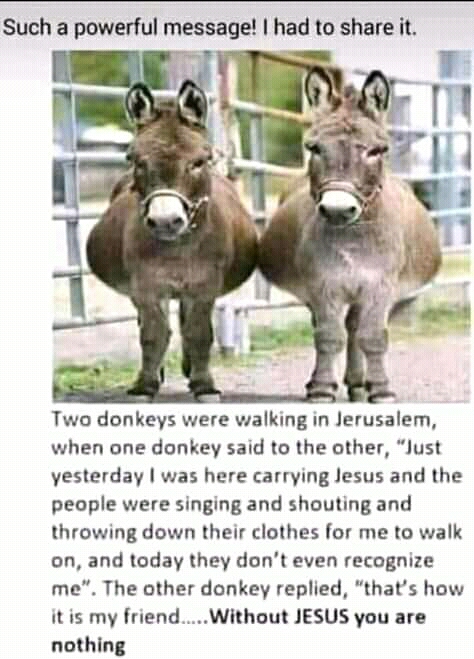 Such a powerful message! I had to share it.
Two donkeys were walking in Jerusalem,
when one donkey said to the other, "Just
yesterday I was here carrying Jesus and the
people were singing and shouting and
throwing down their clothes for me to walk
on, and today they don't even recognize
me". The other donkey replied, "that's how
it is my friend.....Without JESUS you are
nothing